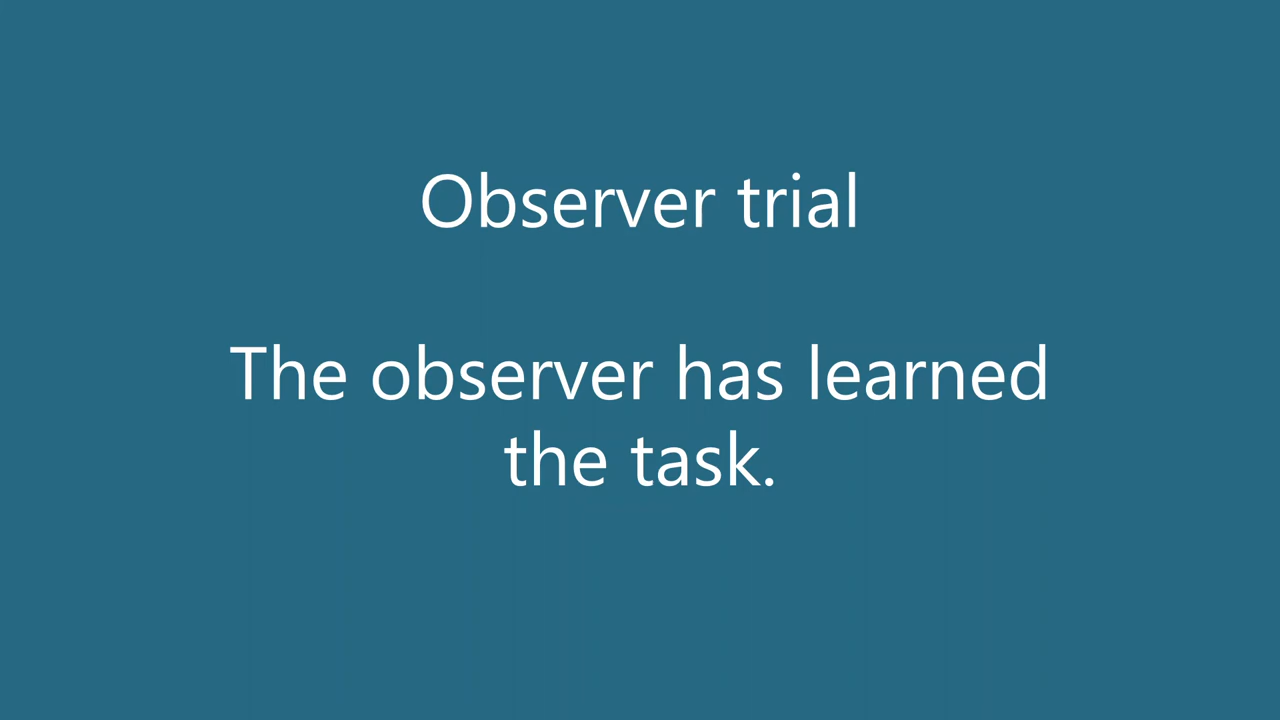 Observer trial
The observer has learned
the task.